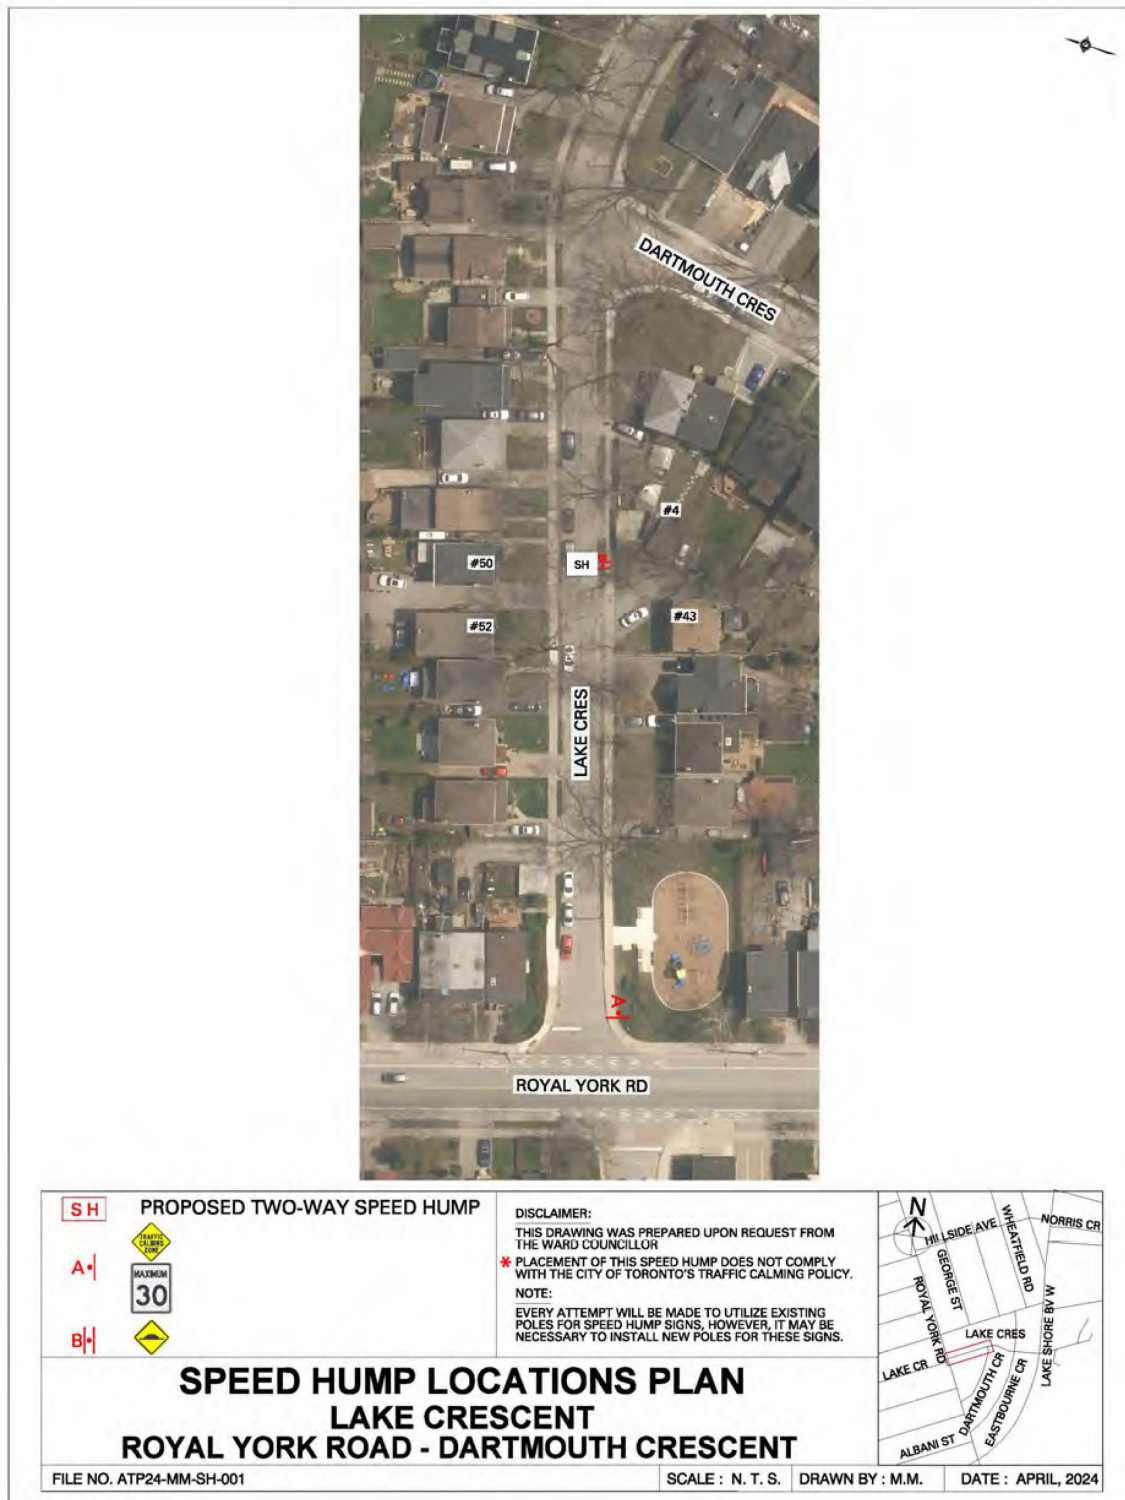 DARTMOUTH CRES
#4
#50
SH
#43
#52
LAKE CRES
A
ROYAL YORK RD
SH
PROPOSED TWO-WAY SPEED HUMP
TRAFFIC
CALMING
ZONE
A
MAXIMUM
30
B
DISCLAIMER:
THIS DRAWING WAS PREPARED UPON REQUEST FROM
THE WARD COUNCILLOR
* PLACEMENT OF THIS SPEED HUMP DOES NOT COMPLY
WITH THE CITY OF TORONTO'S TRAFFIC CALMING POLICY.
NOTE:
EVERY ATTEMPT WILL BE MADE TO UTILIZE EXISTING
POLES FOR SPEED HUMP SIGNS, HOWEVER, IT MAY BE
NECESSARY TO INSTALL NEW POLES FOR THESE SIGNS.
N
HILLSIDE AVE
WHEATFIELD RD
NORRIS CR
GEORGE ST
ROYAL YORK RD
LAKE SHORE BV W
LAKE CRES
LAKE CR
DARTMOUTH CR
EASTBOURNE CR
ALBANI ST
SPEED HUMP LOCATIONS PLAN
LAKE CRESCENT
ROYAL YORK ROAD - DARTMOUTH CRESCENT
FILE NO. ATP24-MM-SH-001
SCALE : N. T. S.
DRAWN BY : M.M.
DATE : APRIL, 2024